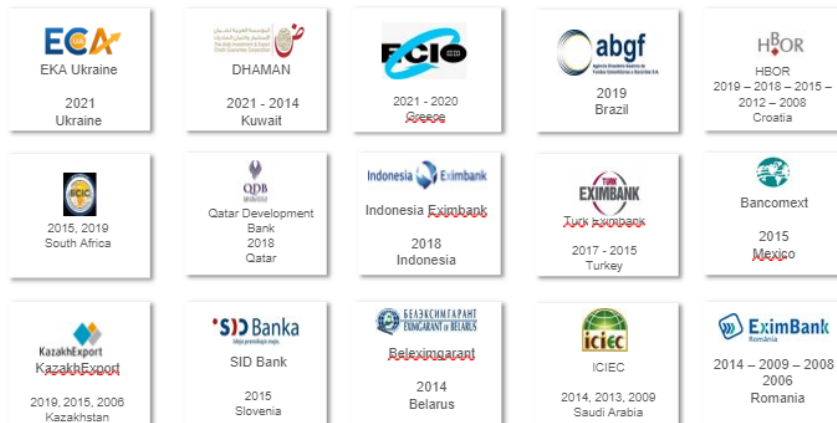 ECA
UA
EKA Ukraine
2021
Ukraine
DHAMAN
2021 - 2014
Kuwait
ECIO
2021 - 2020
Greece
abgf
2019
Brazil
HBOR
HBOR
2019 – 2018 – 2015 –
2012 – 2008
Croatia
ECIC
2015, 2019
South Africa
QDB
Qatar Development
Bank
2018
Qatar
Indonesia Eximbank
Indonesia Eximbank
2018
Indonesia
TURK
EXIMBANK
Turk Eximbank
2017 - 2015
Turkey
Bancomext
2015
Mexico
KazakhExport
KazakhExport
2019, 2015, 2006
Kazakhstan
SID Banka
SID Bank
2015
Slovenia
БЕЛЭКСИМГАРАНТ
EXIMGARANT OF BELARUS
Beleximgarant
2014
Belarus
iciec
ICIEC
2014, 2013, 2009
Saudi Arabia
EximBank
România
2014 – 2009 – 2008
2006
Romania